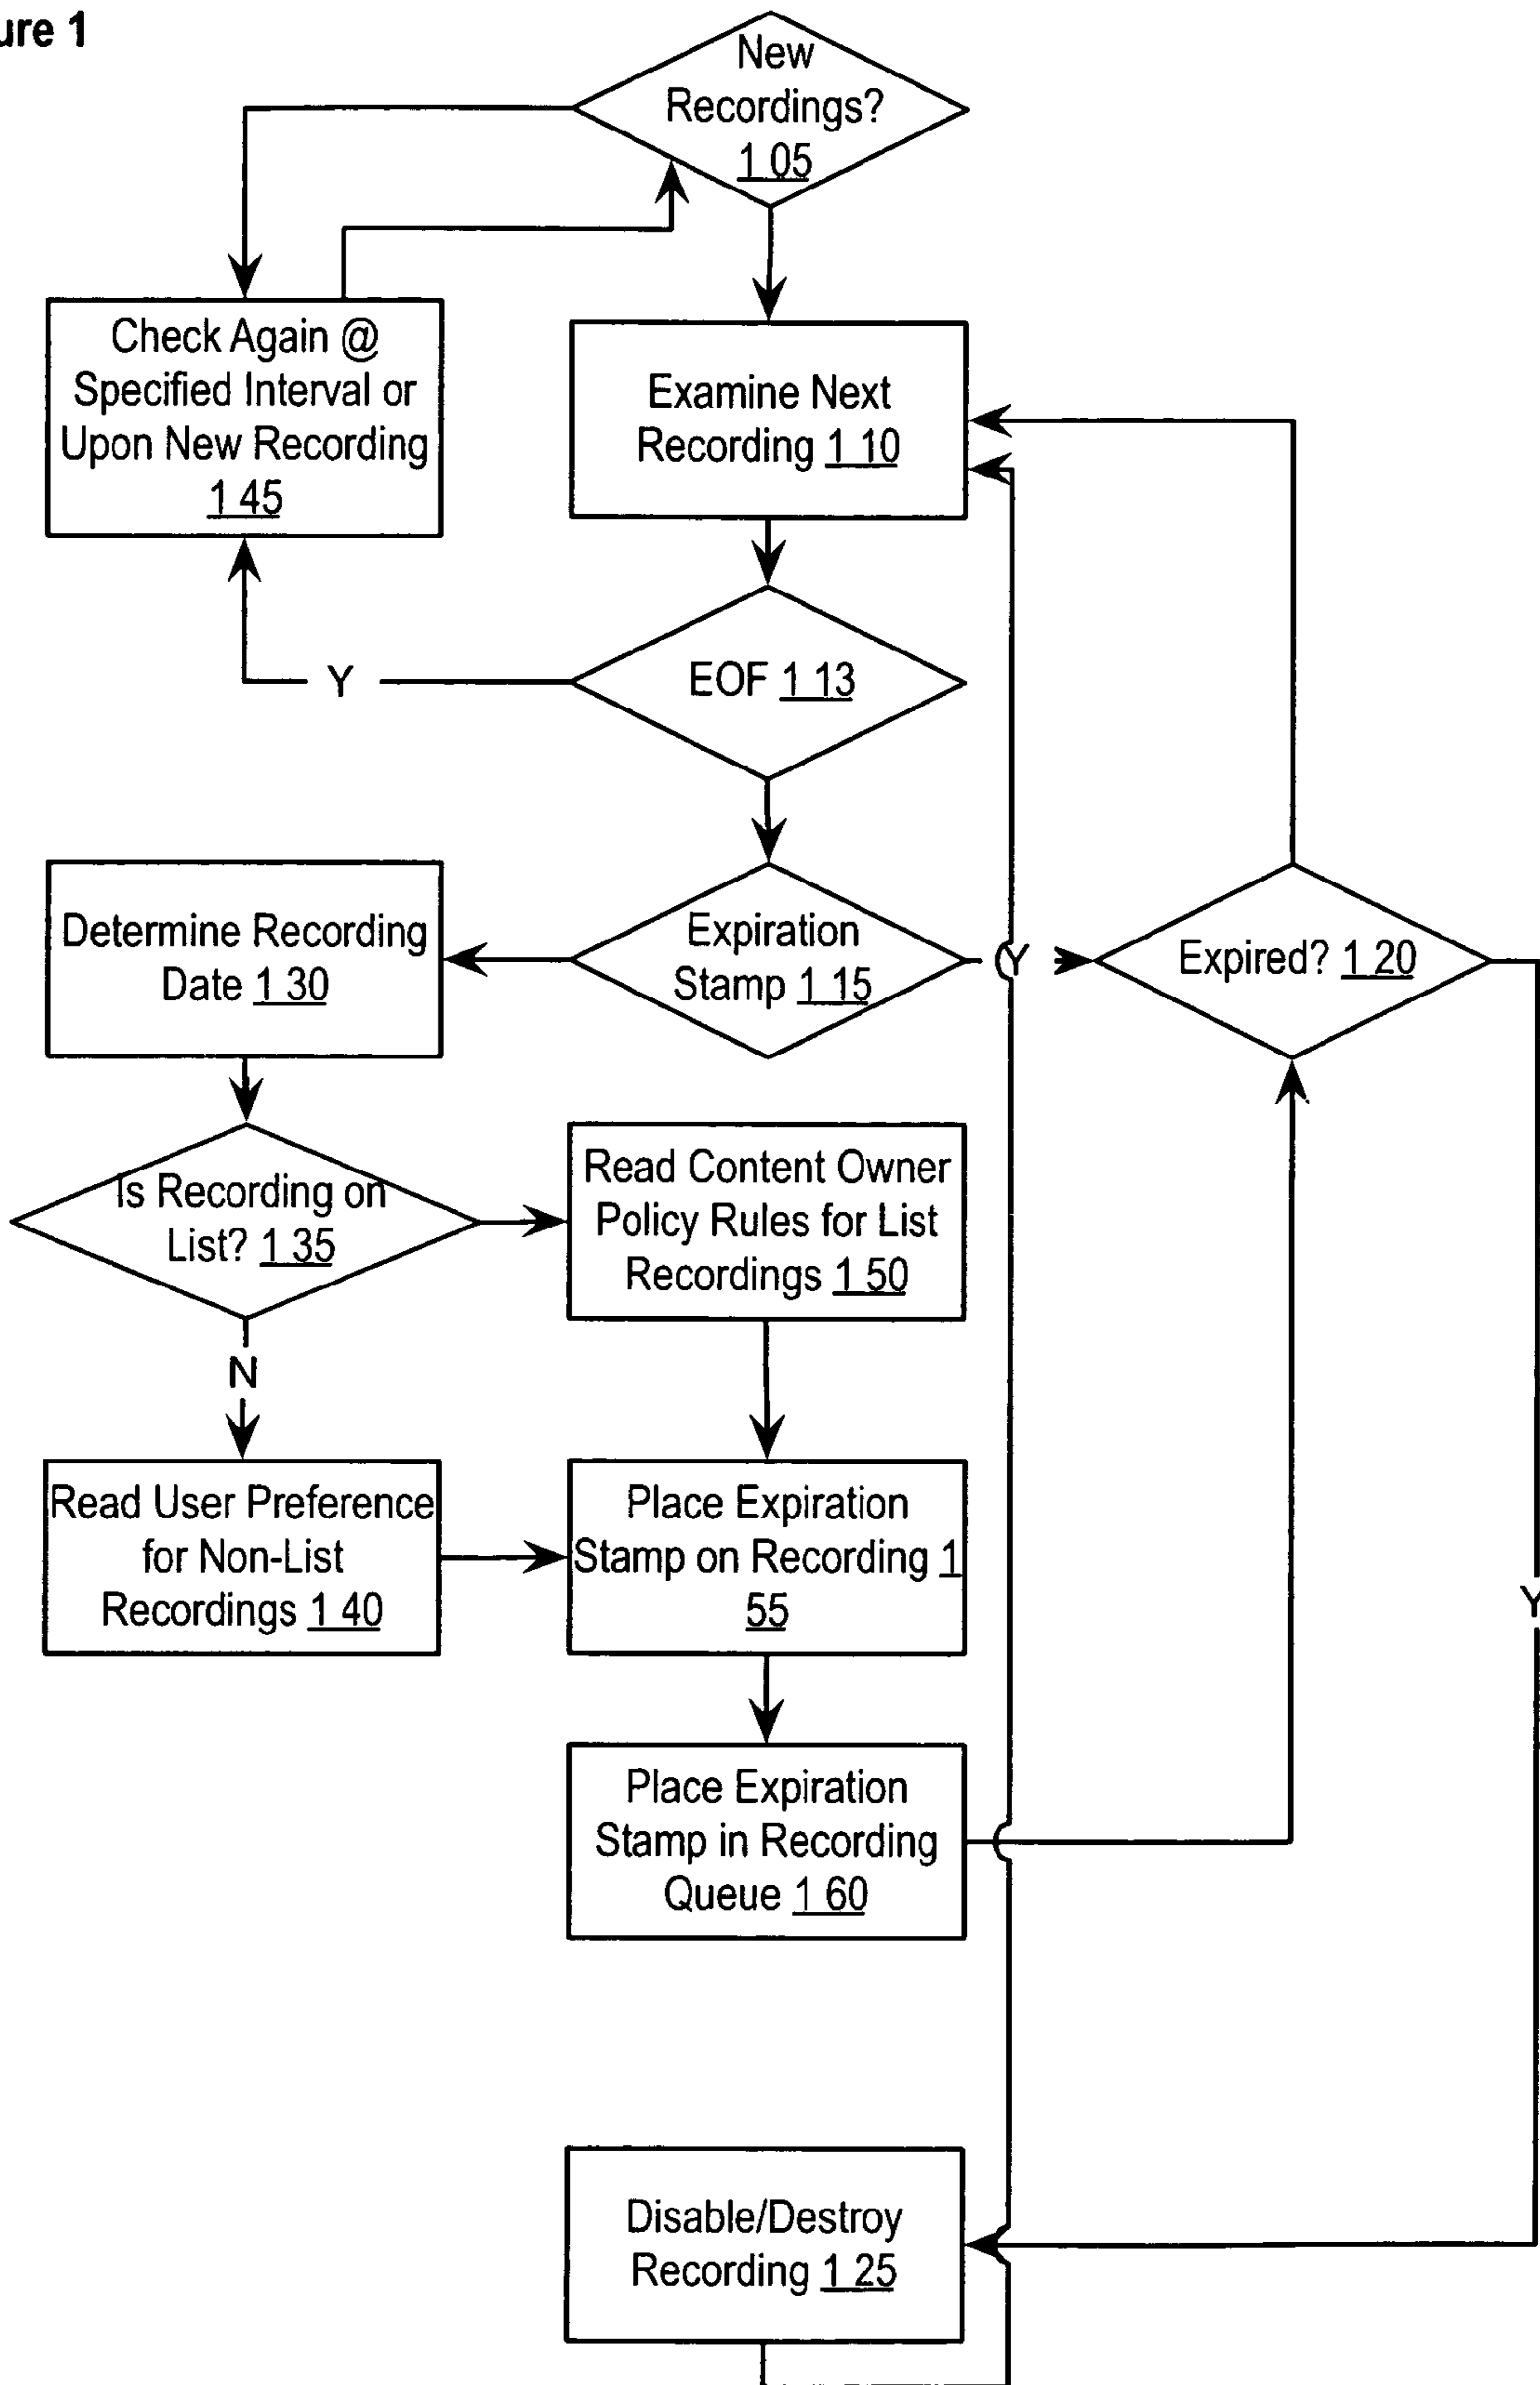 ure 1
New
Recordings?
1 05
Check Again @
Specified Interval or
Upon New Recording
1 45
Examine Next
Recording 1 10
EOF 1 13
Y
Determine Recording
Date 1 30
Expiration
Stamp 1 15
Y
Expired? 1 20
Is Recording on
List? 1 35
Read Content Owner
Policy Rules for List
Recordings 1 50
N
Read User Preference
for Non-List
Recordings 1 40
Place Expiration
Stamp on Recording 1
55
Y
Place Expiration
Stamp in Recording
Queue 1 60
Disable/Destroy
Recording 1 25